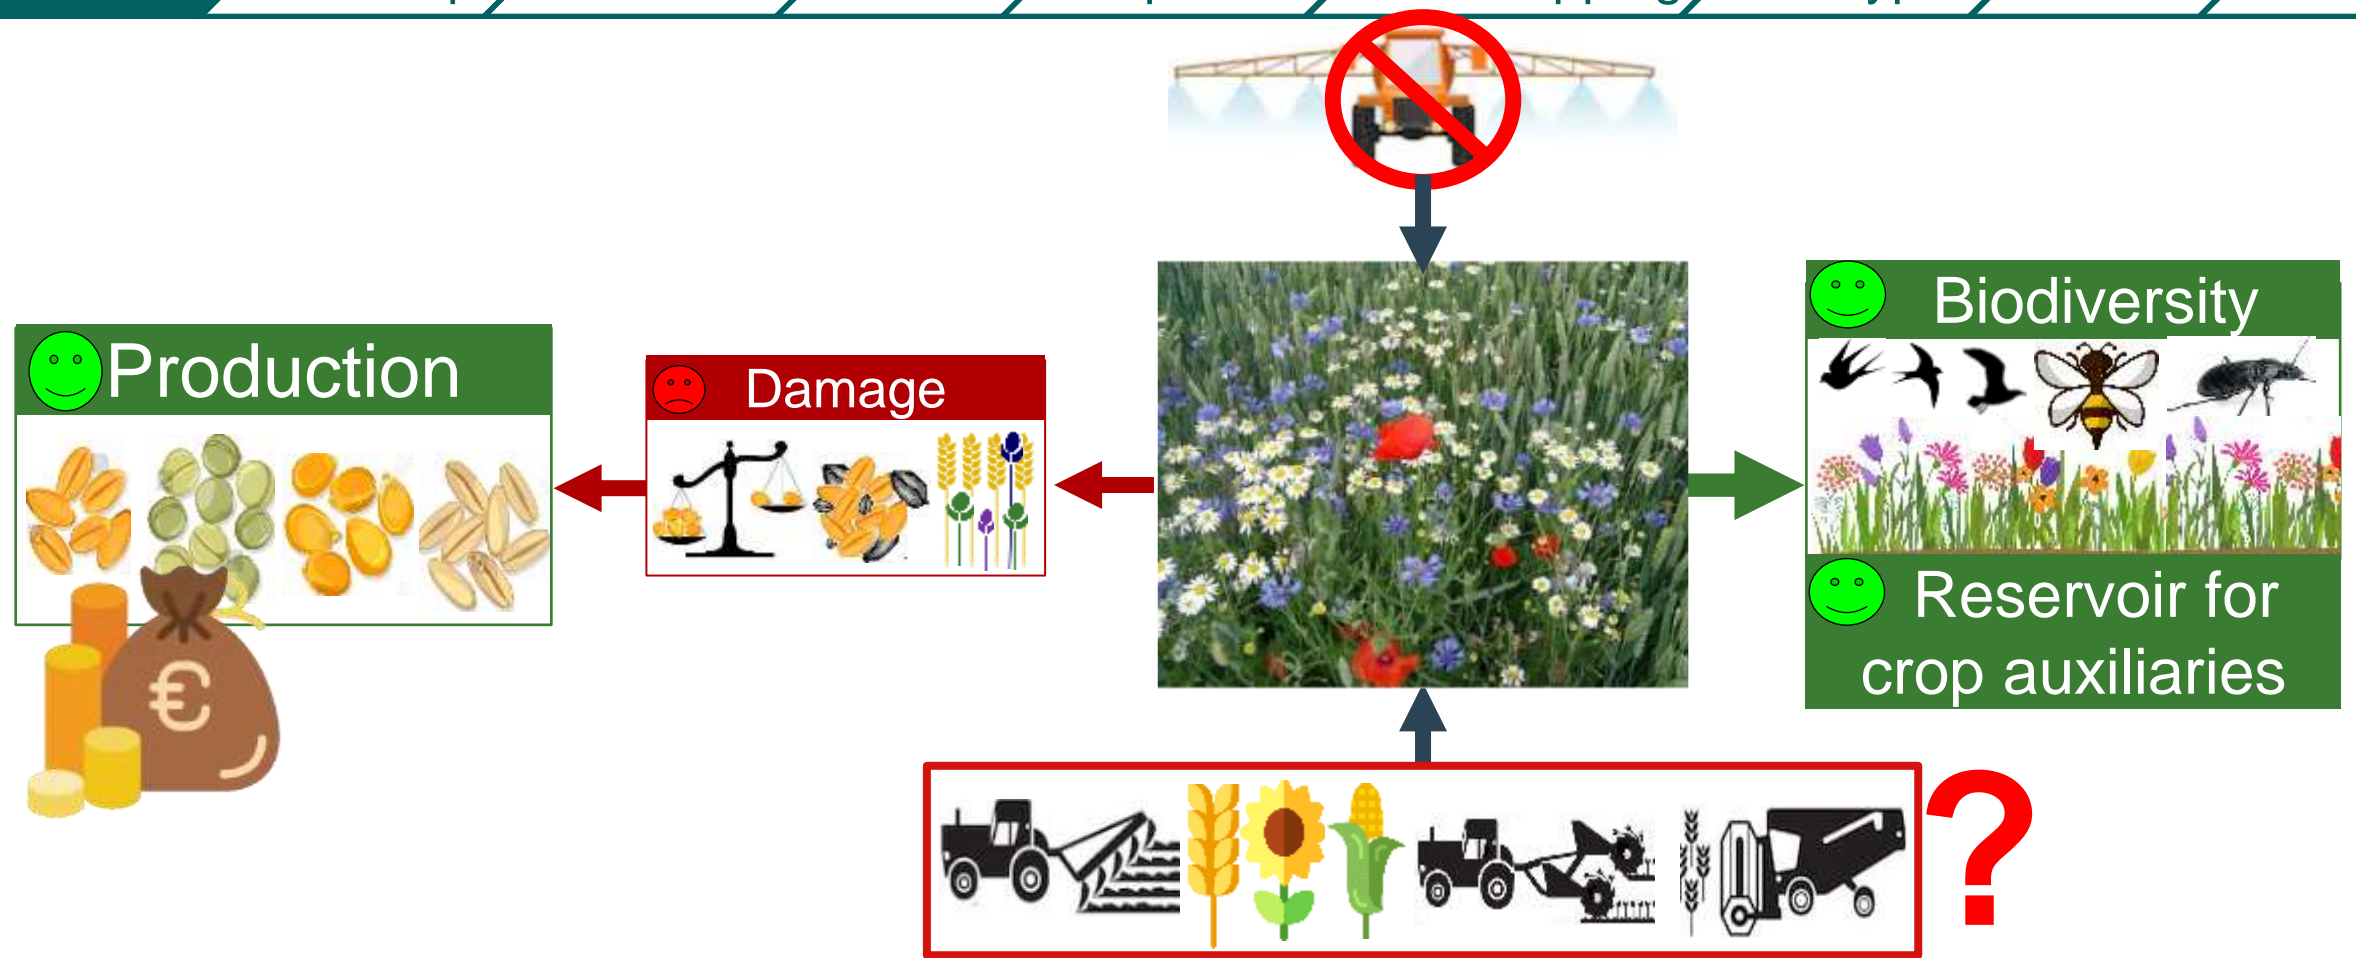 Production
Damage
Biodiversity
Reservoir for
crop auxiliaries
€
?